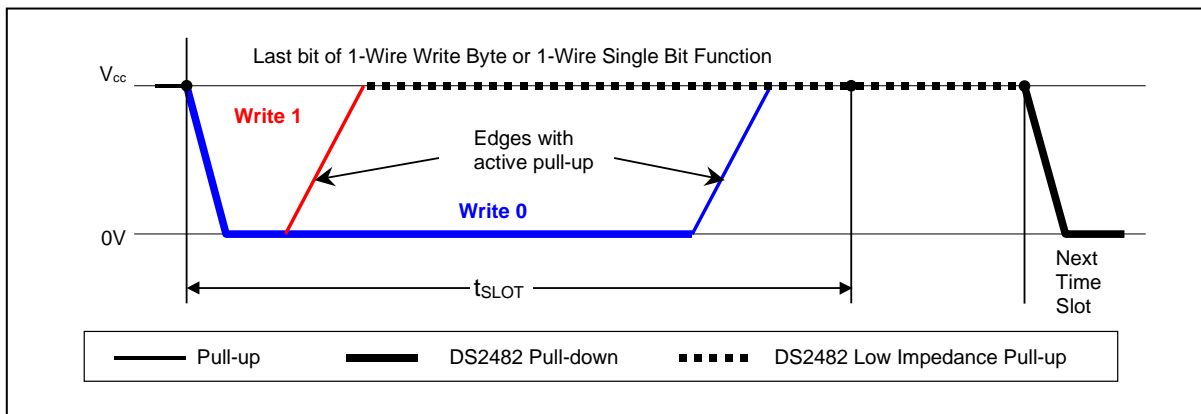 Last bit of 1-Wire Write Byte or 1-Wire Single Bit Function
Vcc
Write 1
Edges with
active pull-up
Write 0
0V
tSLOT
Next
Time
Slot
Pull-up
DS2482 Pull-down
DS2482 Low Impedance Pull-up